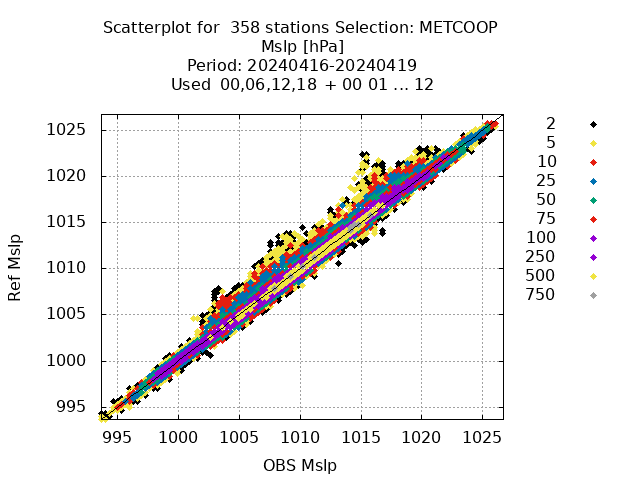 Scatterplot for  358 stations Selection: METCOOP
Mslp [hPa]
Period: 20240416-20240419
Used  00,06,12,18  + 00 01 ... 12
Ref Mslp
1025
1020
1015
1010
1005
1000
995
995 1000 1005 1010 1015 1020 1025
OBS Mslp
2
5
10
25
50
75
100
250
500
750